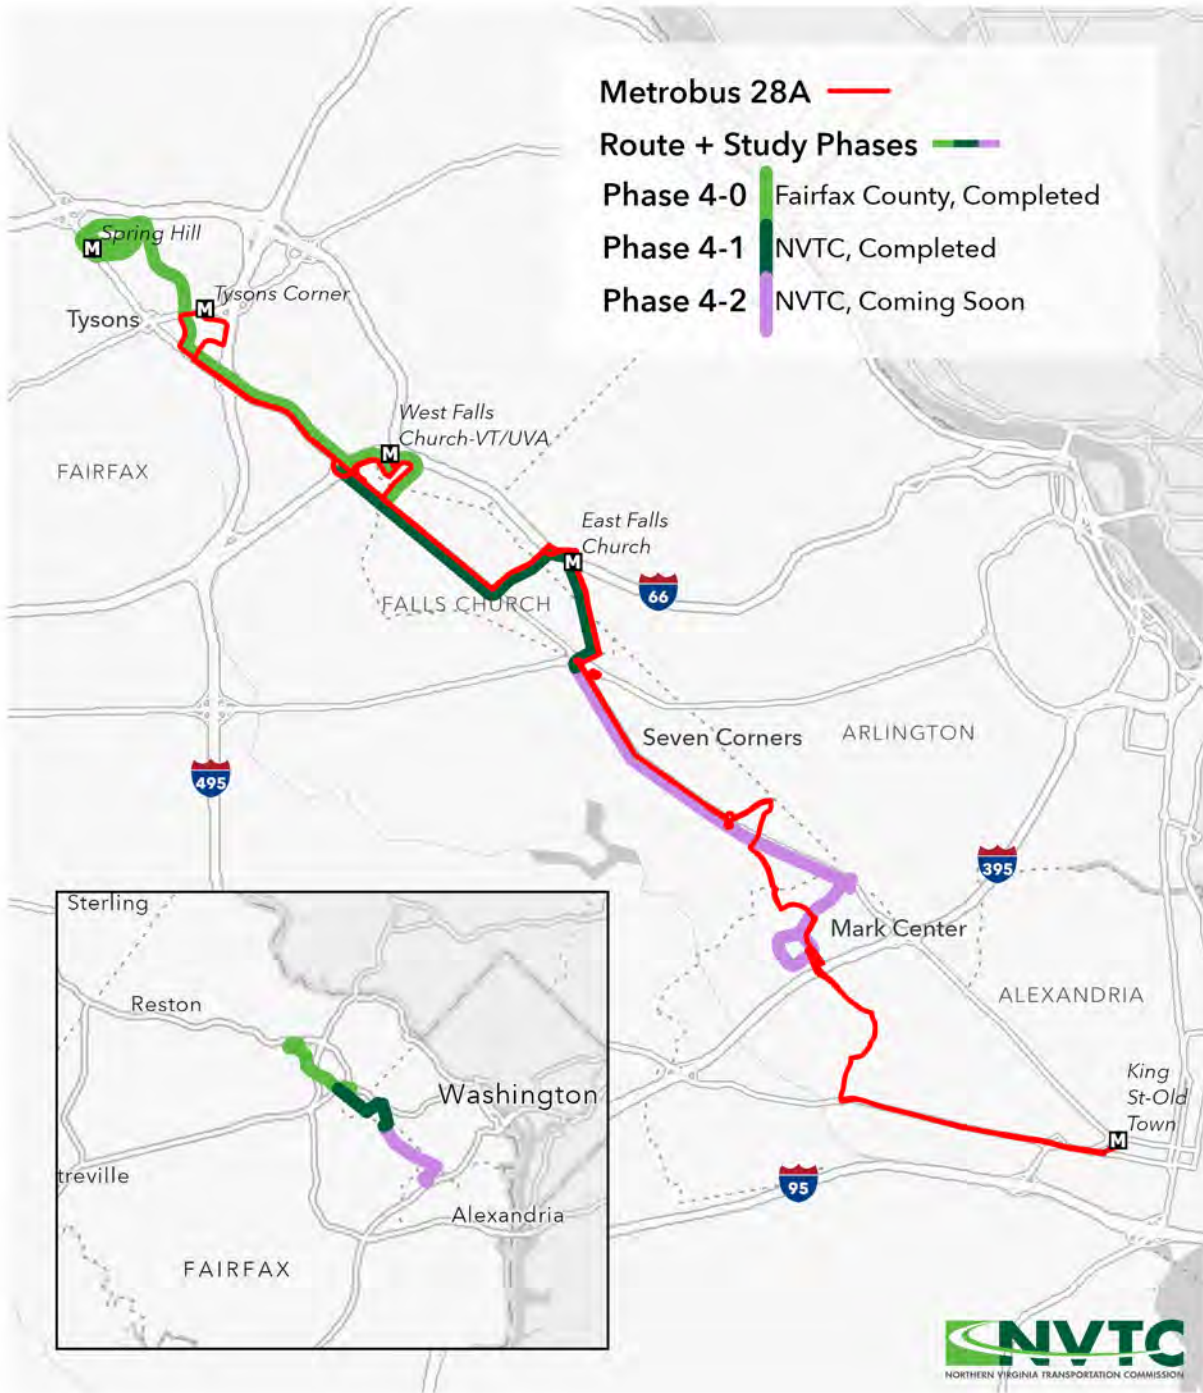 Metrobus 28A
Route + Study Phases
Phase 4-0 Fairfax County, Completed
Phase 4-1 NVTC, Completed
Phase 4-2 NVTC, Coming Soon
M Spring Hill
M Tysons Corner
Tysons
West Falls
Church-VT/UVA
M
FAIRFAX
East Falls
Church
M
66
FALLS CHURCH
Seven Corners
ARLINGTON
495
395
Mark Center
ALEXANDRIA
King
St-Old
Town
M
95
Sterling
Reston
Washington
treville
Alexandria
FAIRFAX
NVTC
NORTHERN VIRGINIA TRANSPORTATION COMMISSION